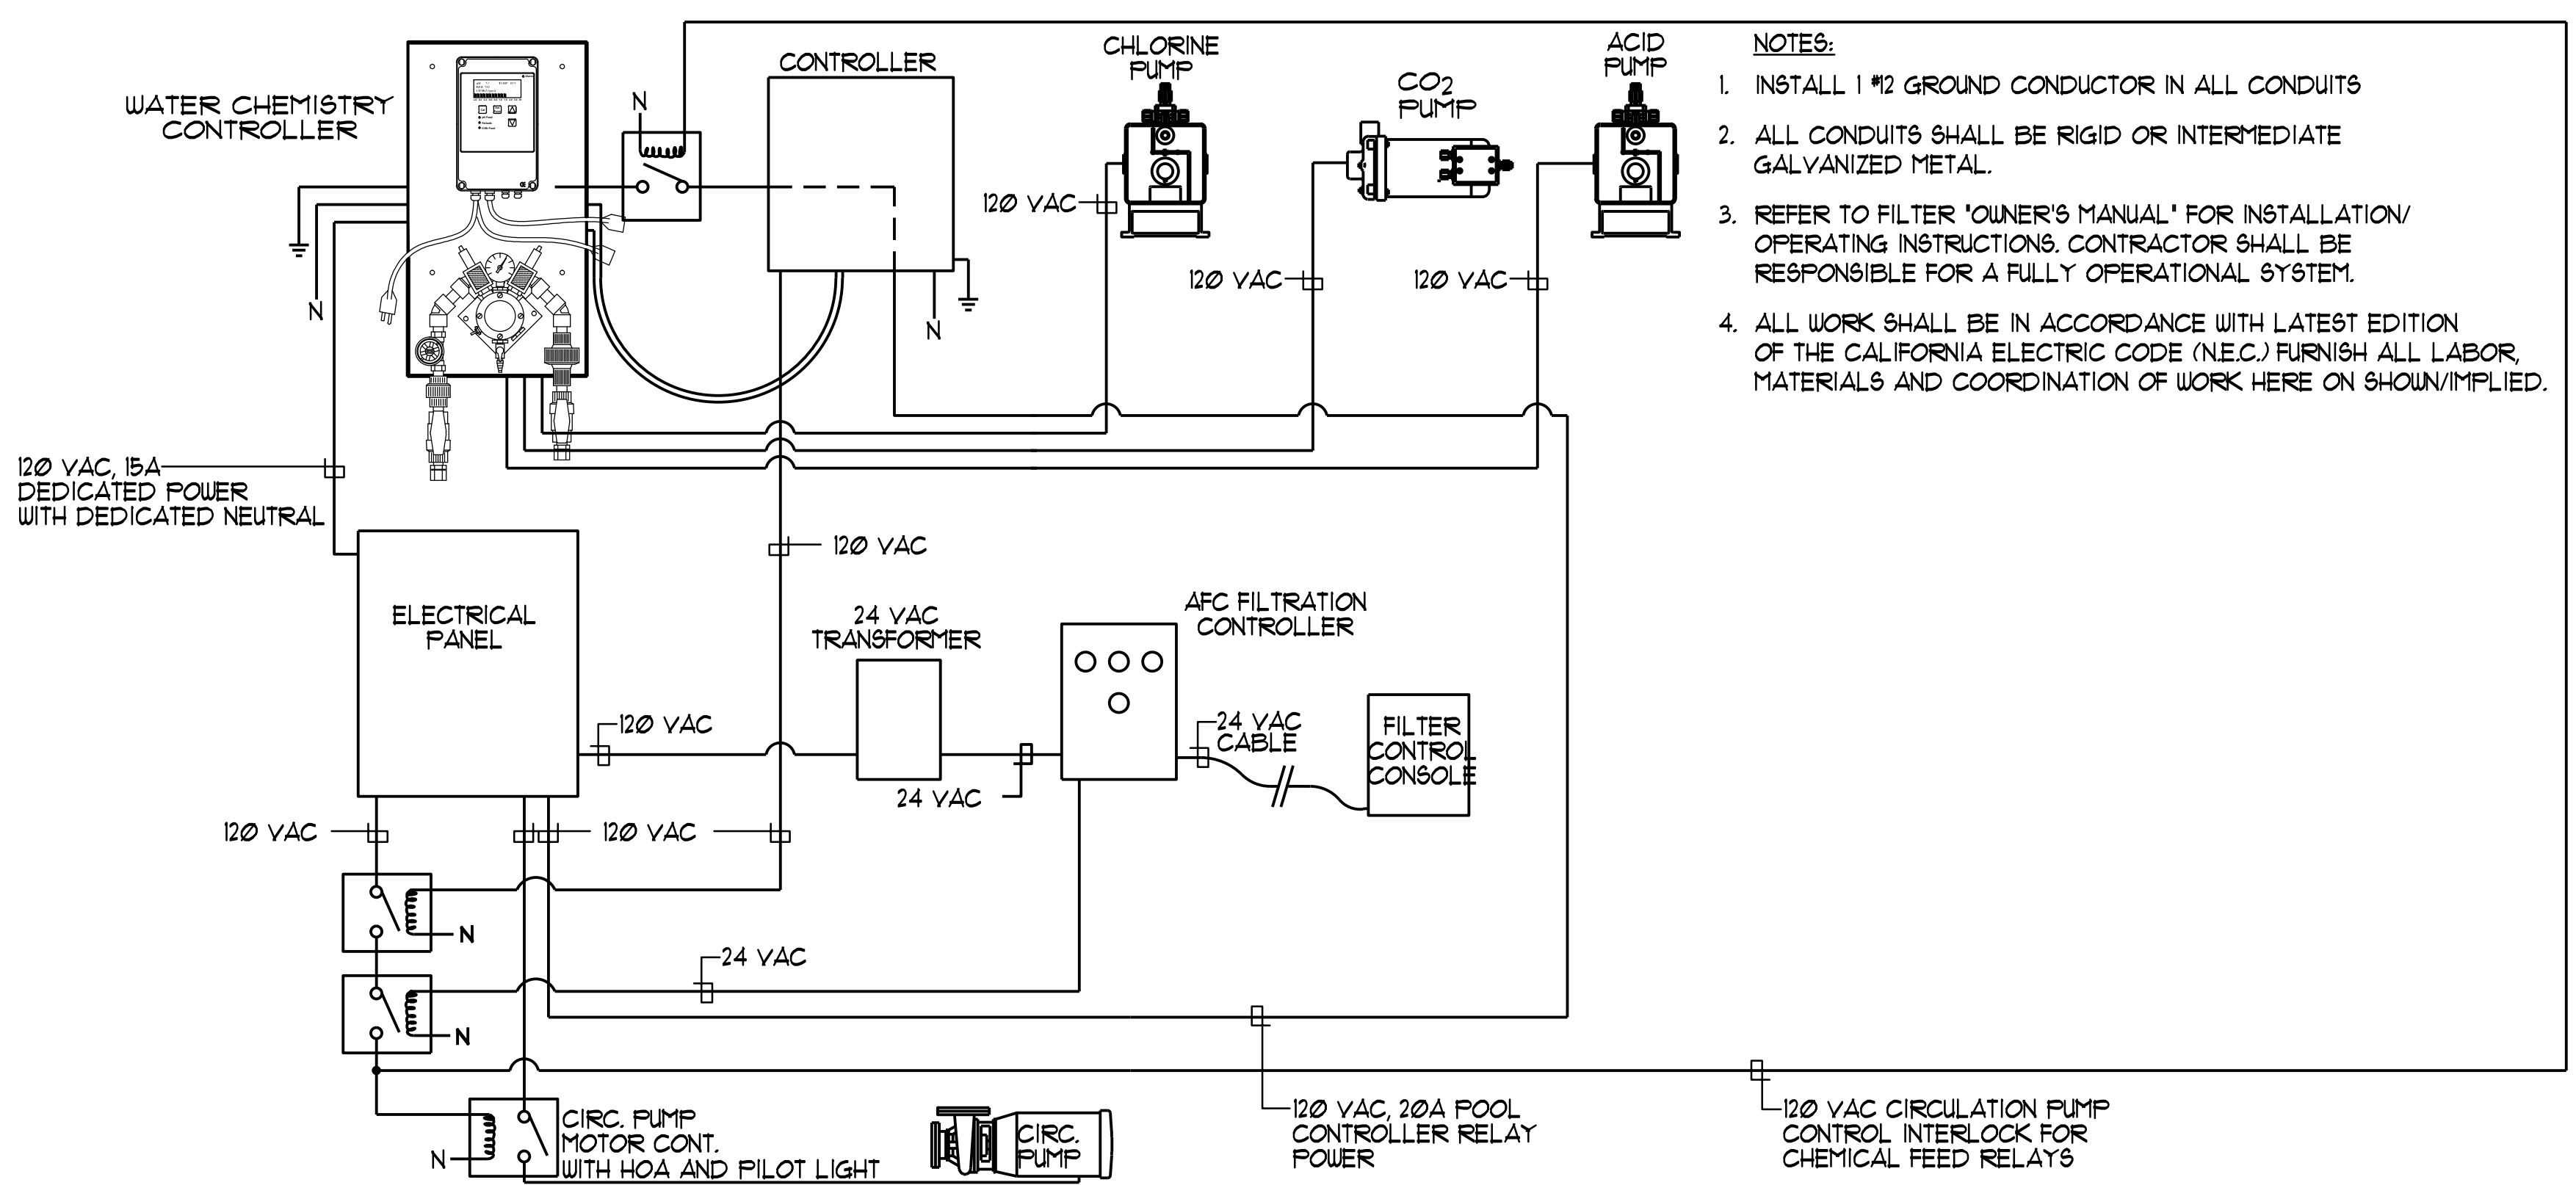 WATER CHEMISTRY
CONTROLLER
N
CONTROLLER
CHLORINE
PUMP
CO2
PUMP
ACID
PUMP
120 VAC
120 VAC
120 VAC
N
N
NOTES:
1. INSTALL 1 #12 GROUND CONDUCTOR IN ALL CONDUITS
2. ALL CONDUITS SHALL BE RIGID OR INTERMEDIATE
GALVANIZED METAL.
3. REFER TO FILTER "OWNER'S MANUAL" FOR INSTALLATION/
OPERATING INSTRUCTIONS. CONTRACTOR SHALL BE
RESPONSIBLE FOR A FULLY OPERATIONAL SYSTEM.
4. ALL WORK SHALL BE IN ACCORDANCE WITH LATEST EDITION
OF THE CALIFORNIA ELECTRIC CODE (N.E.C.) FURNISH ALL LABOR,
MATERIALS AND COORDINATION OF WORK HERE ON SHOWN/IMPLIED.
120 VAC, 15A
DEDICATED POWER
WITH DEDICATED NEUTRAL
120 VAC
ELECTRICAL
PANEL
24 VAC
TRANSFORMER
AFC FILTRATION
CONTROLLER
120 VAC
24 VAC
24 VAC
CABLE
FILTER
CONTROL
CONSOLE
120 VAC
120 VAC
N
24 VAC
N
CIRC. PUMP
MOTOR CONT.
WITH HOA AND PILOT LIGHT
N
CIRC.
PUMP
120 VAC, 20A POOL
CONTROLLER RELAY
POWER
120 VAC CIRCULATION PUMP
CONTROL INTERLOCK FOR
CHEMICAL FEED RELAYS